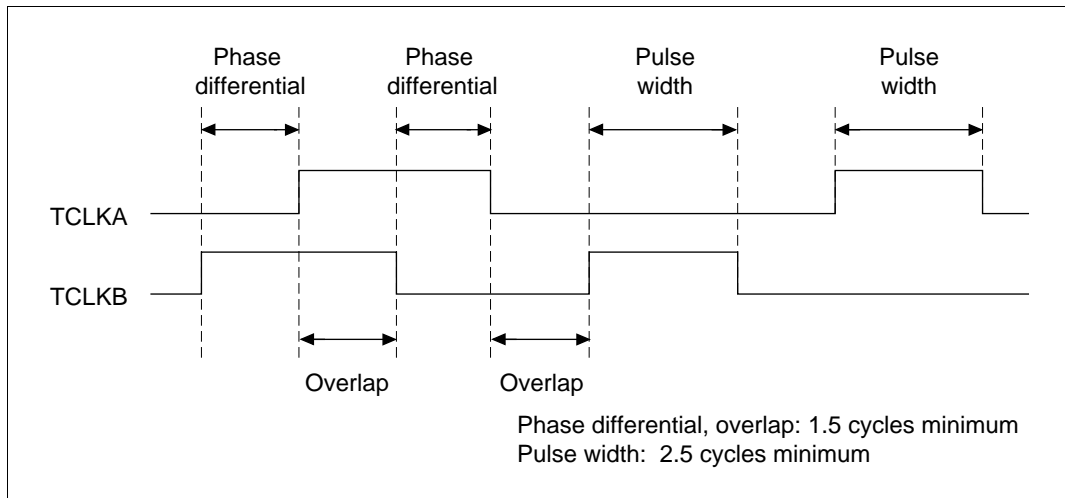 Phase
differential
Phase
differential
Pulse
width
Pulse
width
TCLKA
TCLKB
Overlap
Overlap
Phase differential, overlap: 1.5 cycles minimum
Pulse width:  2.5 cycles minimum